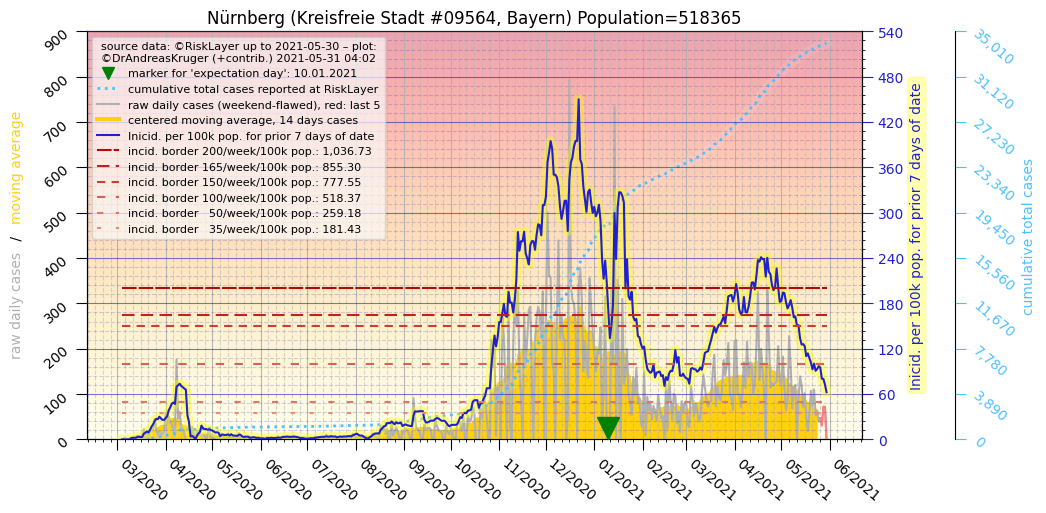 Nürnberg (Kreisfreie Stadt #09564, Bayern) Population=518365
source data: ©RiskLayer up to 2021-05-30 – plot:
©DrAndreasKruger (+contrib.) 2021-05-31 04:02
marker for 'expectation day': 10.01.2021
cumulative total cases reported at RiskLayer
raw daily cases (weekend-flawed), red: last 5
centered moving average, 14 days cases
Inicid. per 100k pop. for prior 7 days of date
incid. border 200/week/100k pop.: 1,036.73
incid. border 165/week/100k pop.: 855.30
incid. border 150/week/100k pop.: 777.55
incid. border 100/week/100k pop.: 518.37
incid. border 50/week/100k pop.: 259.18
incid. border 35/week/100k pop.: 181.43
raw daily cases / moving average
900
800
700
600
500
400
300
200
100
0
540
480
420
360
300
240
180
120
60
0
Inicid. per 100k pop. for prior 7 days of date
35,010
31,120
27,230
23,340
19,450
15,560
11,670
7,780
3,890
0
cumulative total cases
03/2020
04/2020
05/2020
06/2020
07/2020
08/2020
09/2020
10/2020
11/2020
12/2020
01/2021
02/2021
03/2021
04/2021
05/2021
06/2021